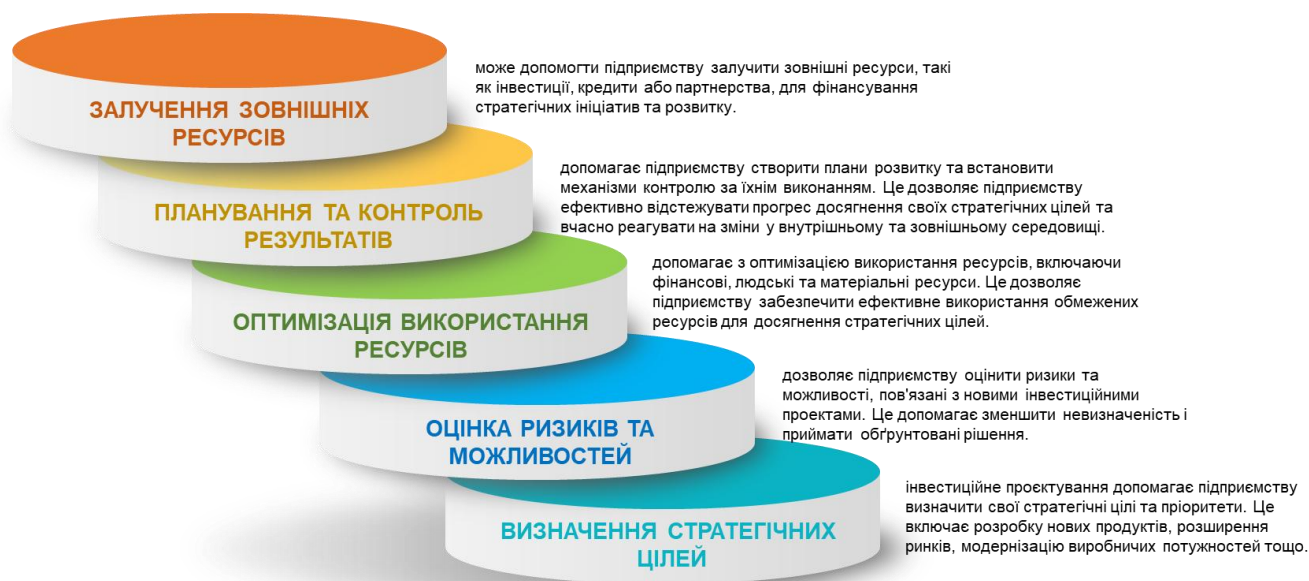 ЗАЛУЧЕННЯ ЗОВНІШНІХ
РЕСУРСІВ
може допомогти підприємству залучити зовнішні ресурси, такі
як інвестиції, кредити або партнерства, для фінансування
стратегічних ініціатив та розвитку.
ПЛАНУВАННЯ ТА КОНТРОЛЬ
РЕЗУЛЬТАТІВ
допомагає підприємству створити плани розвитку та встановити
механізми контролю за їхнім виконанням. Це дозволяє підприємству
ефективно відстежувати прогрес досягнення своїх стратегічних цілей та
вчасно реагувати на зміни у внутрішньому та зовнішньому середовищі.
ОПТИМІЗАЦІЯ ВИКОРИСТАННЯ
РЕСУРСІВ
допомагає з оптимізацією використання ресурсів, включаючи
фінансові, людські та матеріальні ресурси. Це дозволяє
підприємству забезпечити ефективне використання обмежених
ресурсів для досягнення стратегічних цілей.
ОЦІНКА РИЗИКІВ ТА
МОЖЛИВОСТЕЙ
дозволяє підприємству оцінити ризики та
можливості, пов'язані з новими інвестиційними
проектами. Це допомагає зменшити невизначеність і
приймати обґрунтовані рішення.
ВИЗНАЧЕННЯ СТРАТЕГІЧНИХ
ЦІЛЕЙ
інвестиційне проєктування допомагає підприємству
визначити свої стратегічні цілі та пріоритети. Це
включає розробку нових продуктів, розширення
ринків, модернізацію виробничих потужностей тощо.